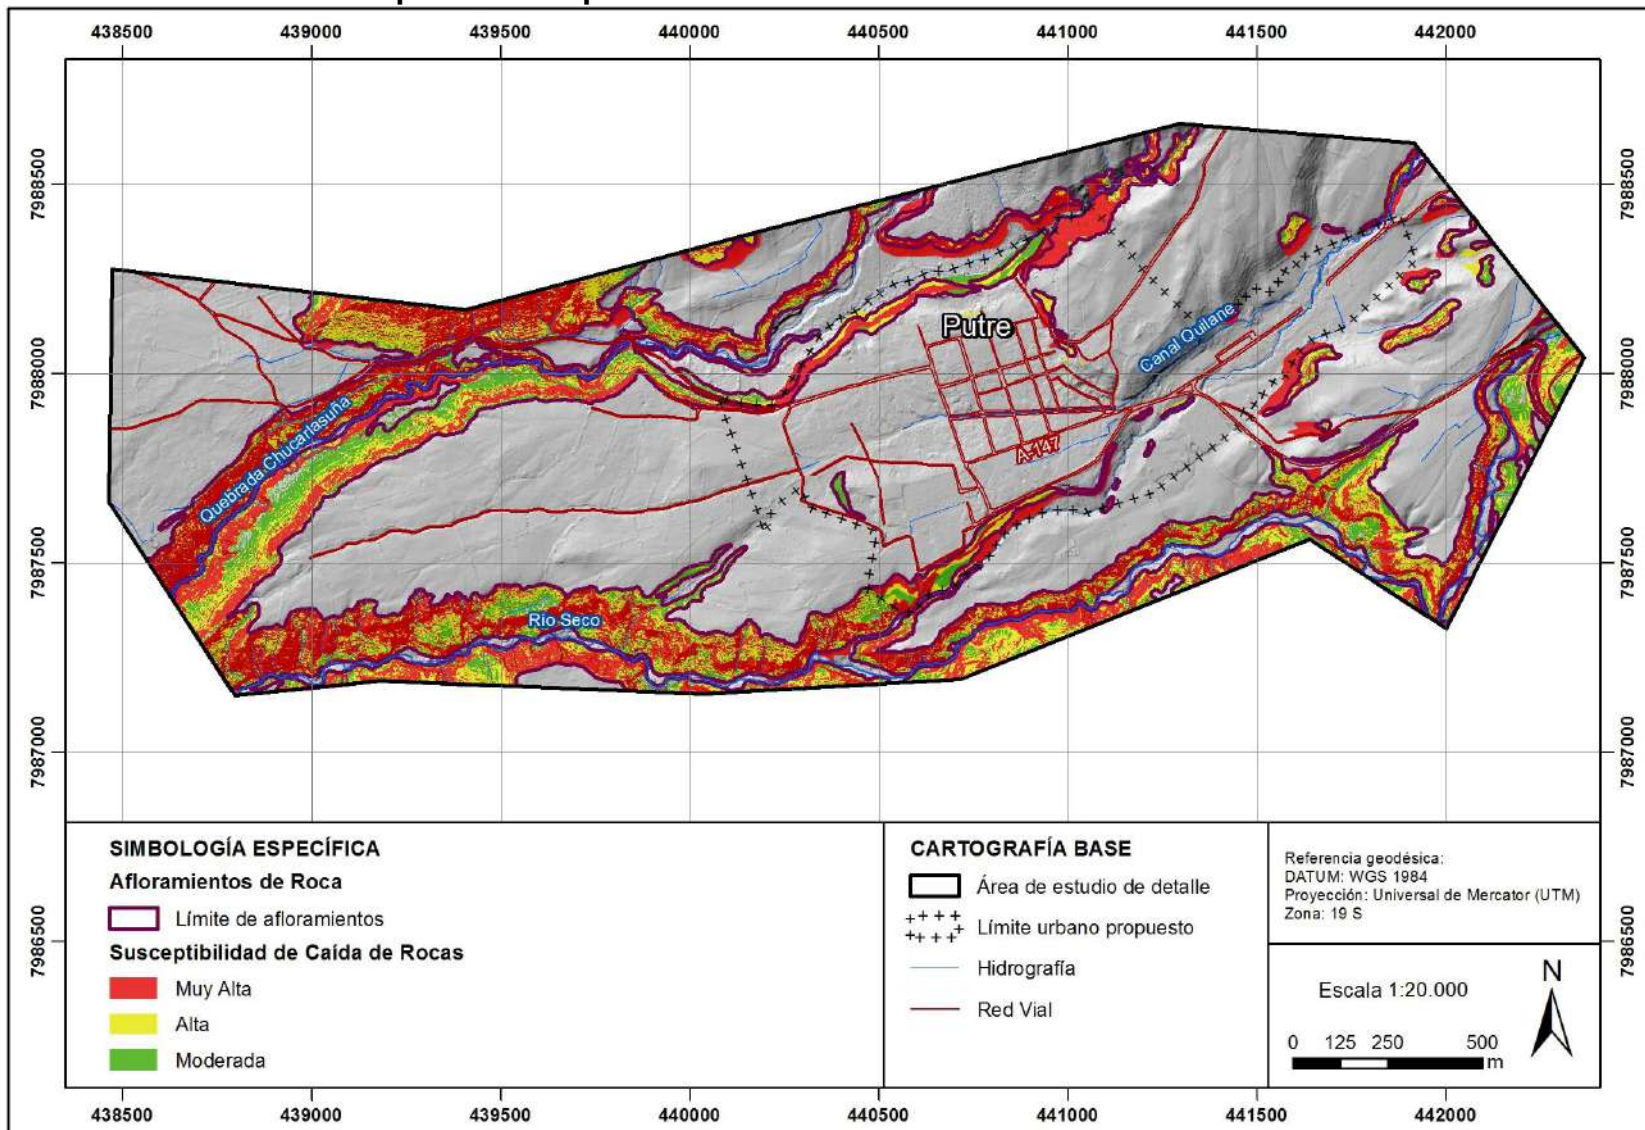 438500 439000 439500 440000 440500 441000 441500 442000
7988500 7988500
7988000 7988000
7987500 7987500
7987000 7987000
7986500 7986500
Putre
Canal Quilane
A-147
Quebrada Chucarlasuña
Río Seco
SIMBOLOGÍA ESPECÍFICA
Afloramientos de Roca
Límite de afloramientos
Susceptibilidad de Caída de Rocas
Muy Alta
Alta
Moderada
CARTOGRAFÍA BASE
Área de estudio de detalle
Límite urbano propuesto
Hidrografía
Red Vial
Referencia geodésica:
DATUM: WGS 1984
Proyección: Universal de Mercator (UTM)
Zona: 19 S
Escala 1:20.000
N
0 125 250 500
m
438500 439000 439500 440000 440500 441000 441500 442000